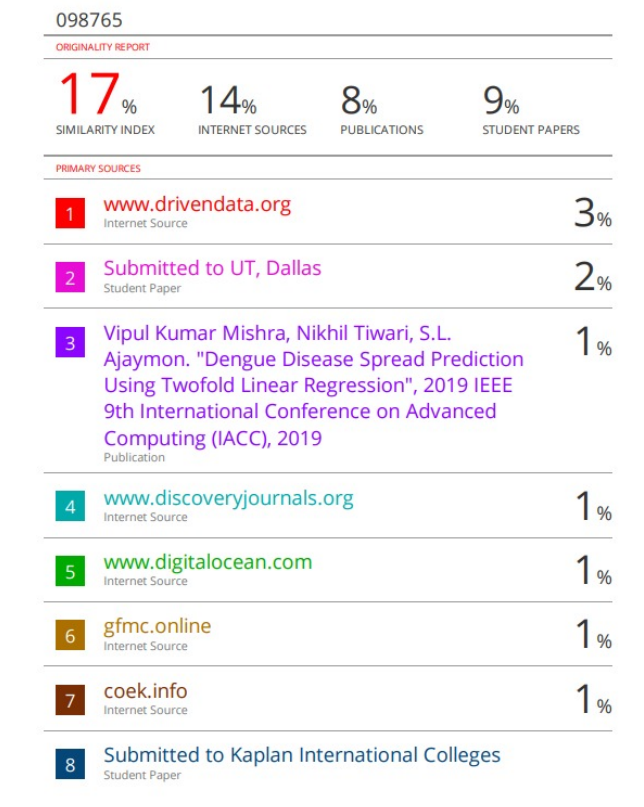 098765
ORIGINALITY REPORT
17% 14% 8% 9%
SIMILARITY INDEX INTERNET SOURCES PUBLICATIONS STUDENT PAPERS
PRIMARY SOURCES
1 www.drivendata.org 3%
Internet Source
2 Submitted to UT, Dallas 2%
Student Paper
3 Vipul Kumar Mishra, Nikhil Tiwari, S.L. 1%
Ajaymon. "Dengue Disease Spread Prediction
Using Twofold Linear Regression", 2019 IEEE
9th International Conference on Advanced
Computing (IACC), 2019
Publication
4 www.discoveryjournals.org 1%
Internet Source
5 www.digitalocean.com 1%
Internet Source
6 gfmc.online 1%
Internet Source
7 coek.info 1%
Internet Source
8 Submitted to Kaplan International Colleges
Student Paper